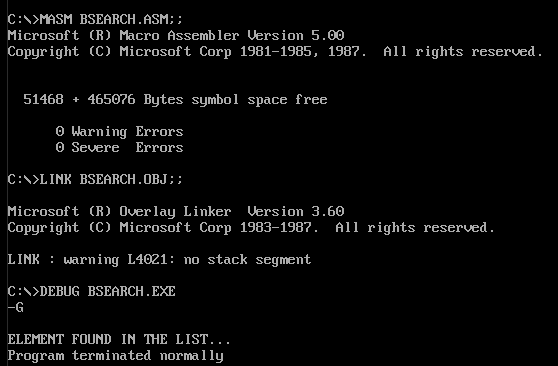 C:\>MASM BSEARCH.ASM;;
Microsoft (R) Macro Assembler Version 5.00
Copyright (C) Microsoft Corp 1981-1985, 1987.  All rights reserved.
51468 + 465076 Bytes symbol space free
0 Warning Errors
0 Severe  Errors
C:\>LINK BSEARCH.OBJ;;
Microsoft (R) Overlay Linker  Version 3.60
Copyright (C) Microsoft Corp 1983-1987.  All rights reserved.
LINK : warning L4021: no stack segment
C:\>DEBUG BSEARCH.EXE
-G
ELEMENT FOUND IN THE LIST...
Program terminated normally